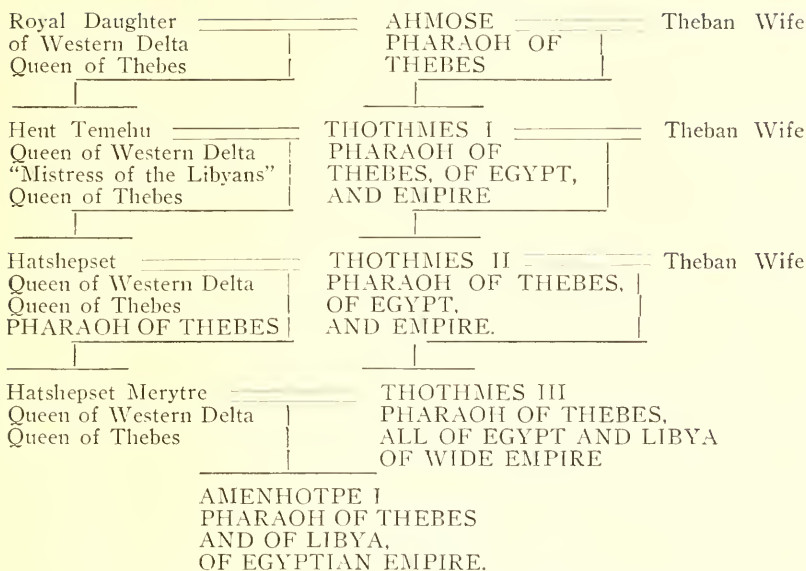 Royal Daughter AHMOSE Theban Wife
of Western Delta PHARAOH OF
Queen of Thebes THEBES
Hent Temehu THOTHMES I Theban Wife
Queen of Western Delta PHARAOH OF
"Mistress of the Libyans" THEBES, OF EGYPT,
Queen of Thebes AND EMPIRE
Hatshepset THOTHMES II Theban Wife
Queen of Western Delta PHARAOH OF THEBES,
Queen of Thebes OF EGYPT,
PHARAOH OF THEBES AND EMPIRE.
Hatshepset Merytre THOTHMES III
Queen of Western Delta PHARAOH OF THEBES,
Queen of Thebes ALL OF EGYPT AND LIBYA
OF WIDE EMPIRE
AMENHOTPE I
PHARAOH OF THEBES
AND OF LIBYA,
OF EGYPTIAN EMPIRE.